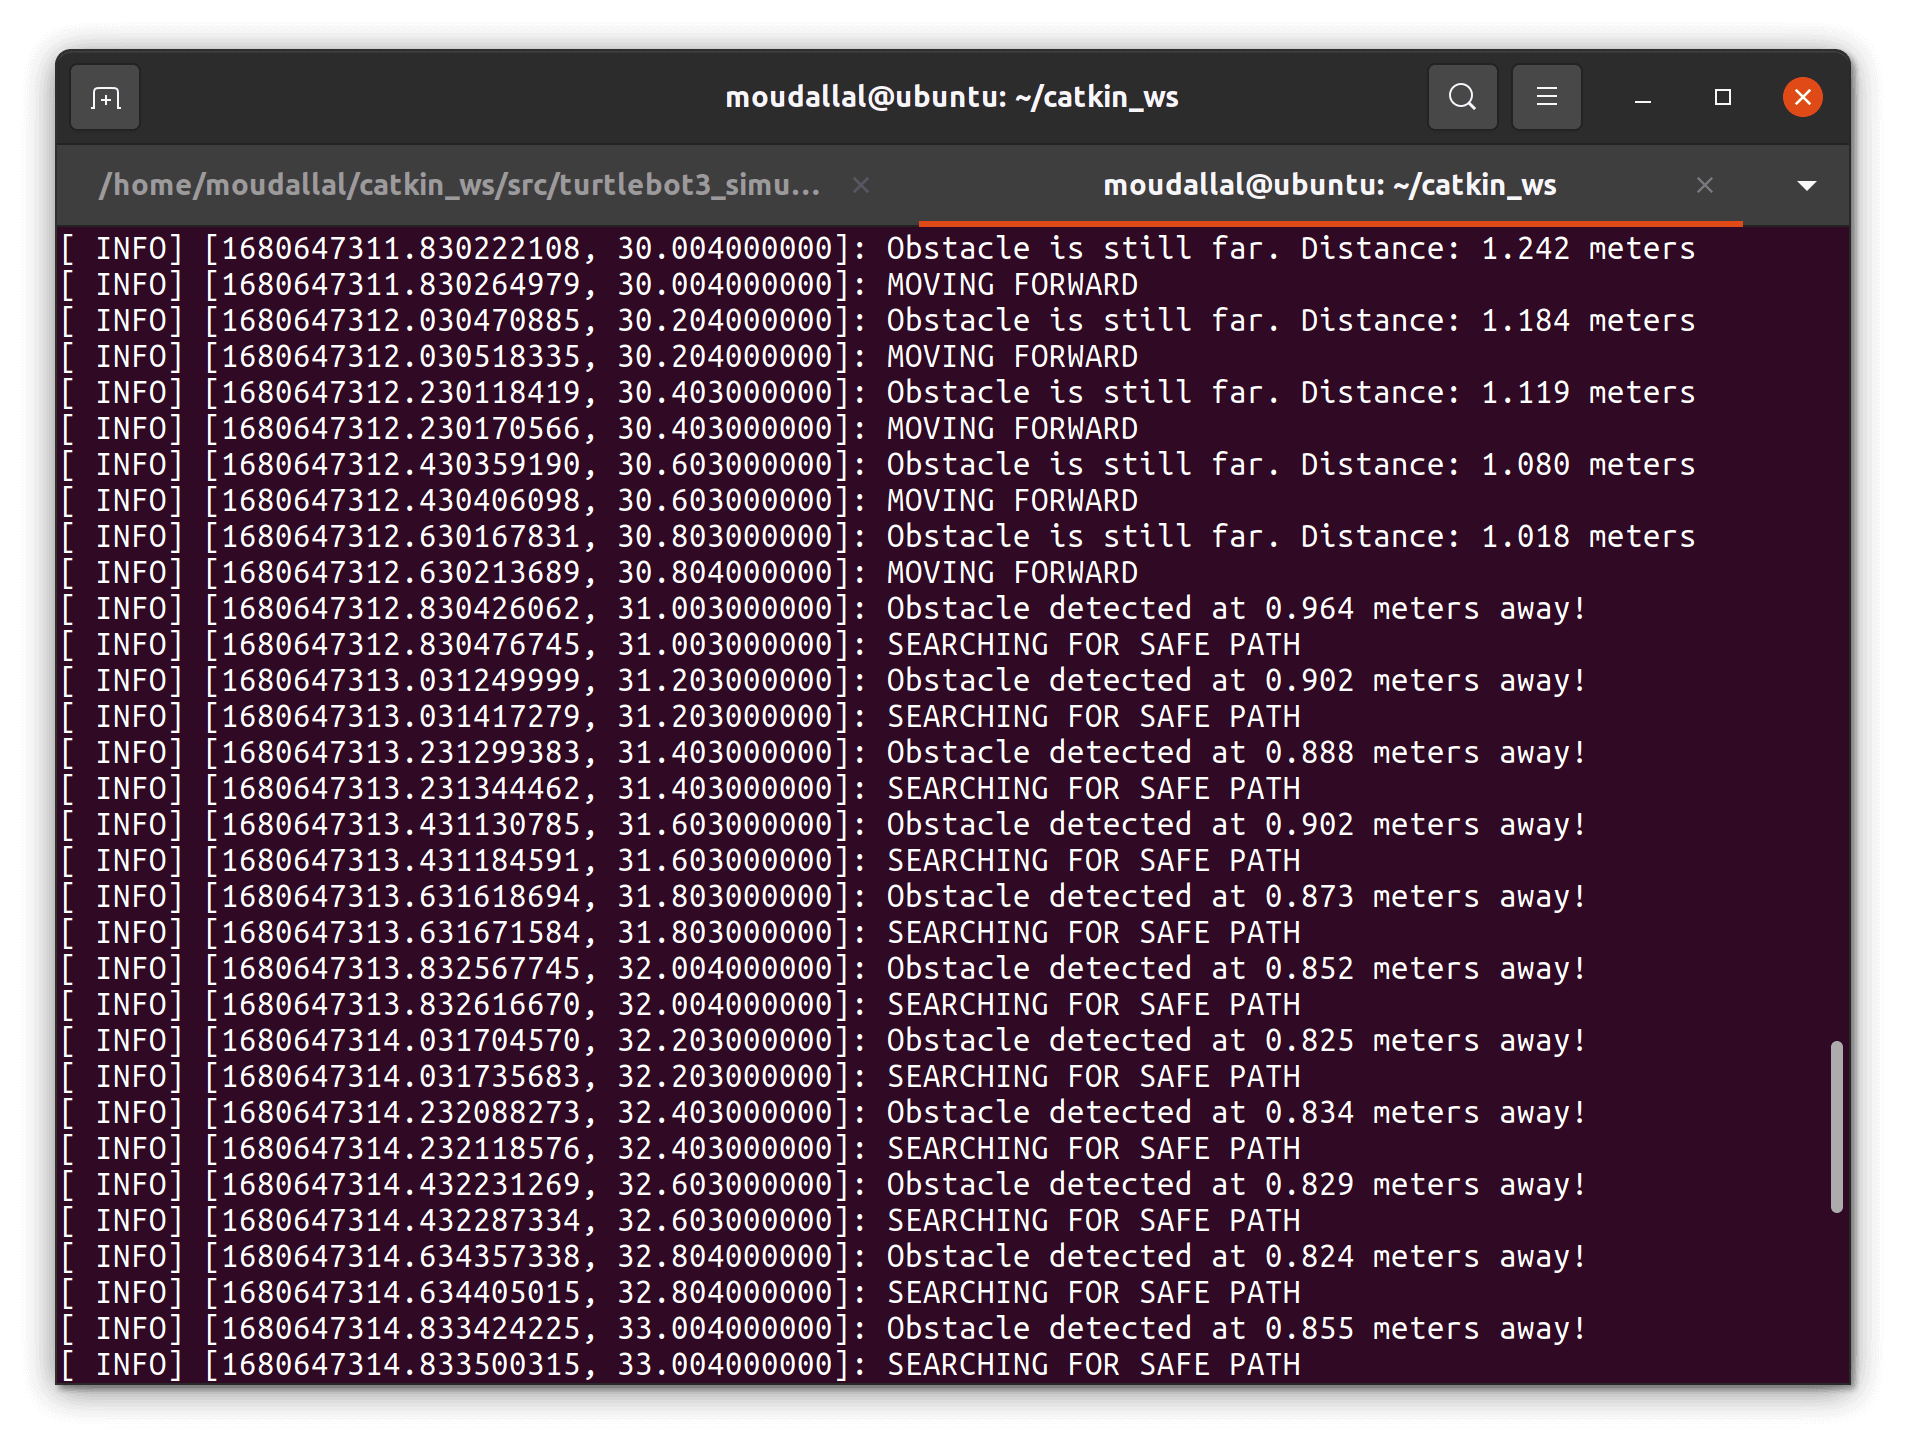 moudallal@ubuntu: ~/catkin_ws
/home/moudallal/catkin_ws/src/turtlebot3_simu...
moudallal@ubuntu: ~/catkin_ws
[ INFO] [1680647311.830222108, 30.004000000]: Obstacle is still far. Distance: 1.242 meters
[ INFO] [1680647311.830264979, 30.004000000]: MOVING FORWARD
[ INFO] [1680647312.030470885, 30.204000000]: Obstacle is still far. Distance: 1.184 meters
[ INFO] [1680647312.030518335, 30.204000000]: MOVING FORWARD
[ INFO] [1680647312.230118419, 30.403000000]: Obstacle is still far. Distance: 1.119 meters
[ INFO] [1680647312.230170566, 30.403000000]: MOVING FORWARD
[ INFO] [1680647312.430359190, 30.603000000]: Obstacle is still far. Distance: 1.080 meters
[ INFO] [1680647312.430406098, 30.603000000]: MOVING FORWARD
[ INFO] [1680647312.630167831, 30.803000000]: Obstacle is still far. Distance: 1.018 meters
[ INFO] [1680647312.630213689, 30.804000000]: MOVING FORWARD
[ INFO] [1680647312.830426062, 31.003000000]: Obstacle detected at 0.964 meters away!
[ INFO] [1680647312.830476745, 31.003000000]: SEARCHING FOR SAFE PATH
[ INFO] [1680647313.031249999, 31.203000000]: Obstacle detected at 0.902 meters away!
[ INFO] [1680647313.031417279, 31.203000000]: SEARCHING FOR SAFE PATH
[ INFO] [1680647313.231299383, 31.403000000]: Obstacle detected at 0.888 meters away!
[ INFO] [1680647313.231344462, 31.403000000]: SEARCHING FOR SAFE PATH
[ INFO] [1680647313.431130785, 31.603000000]: Obstacle detected at 0.902 meters away!
[ INFO] [1680647313.431184591, 31.603000000]: SEARCHING FOR SAFE PATH
[ INFO] [1680647313.631618694, 31.803000000]: Obstacle detected at 0.873 meters away!
[ INFO] [1680647313.631671584, 31.803000000]: SEARCHING FOR SAFE PATH
[ INFO] [1680647313.832567745, 32.004000000]: Obstacle detected at 0.852 meters away!
[ INFO] [1680647313.832616670, 32.004000000]: SEARCHING FOR SAFE PATH
[ INFO] [1680647314.031704570, 32.203000000]: Obstacle detected at 0.825 meters away!
[ INFO] [1680647314.031735683, 32.203000000]: SEARCHING FOR SAFE PATH
[ INFO] [1680647314.232088273, 32.403000000]: Obstacle detected at 0.834 meters away!
[ INFO] [1680647314.232118576, 32.403000000]: SEARCHING FOR SAFE PATH
[ INFO] [1680647314.432231269, 32.603000000]: Obstacle detected at 0.829 meters away!
[ INFO] [1680647314.432287334, 32.603000000]: SEARCHING FOR SAFE PATH
[ INFO] [1680647314.634357338, 32.804000000]: Obstacle detected at 0.824 meters away!
[ INFO] [1680647314.634405015, 32.804000000]: SEARCHING FOR SAFE PATH
[ INFO] [1680647314.833424225, 33.004000000]: Obstacle detected at 0.855 meters away!
[ INFO] [1680647314.833500315, 33.004000000]: SEARCHING FOR SAFE PATH